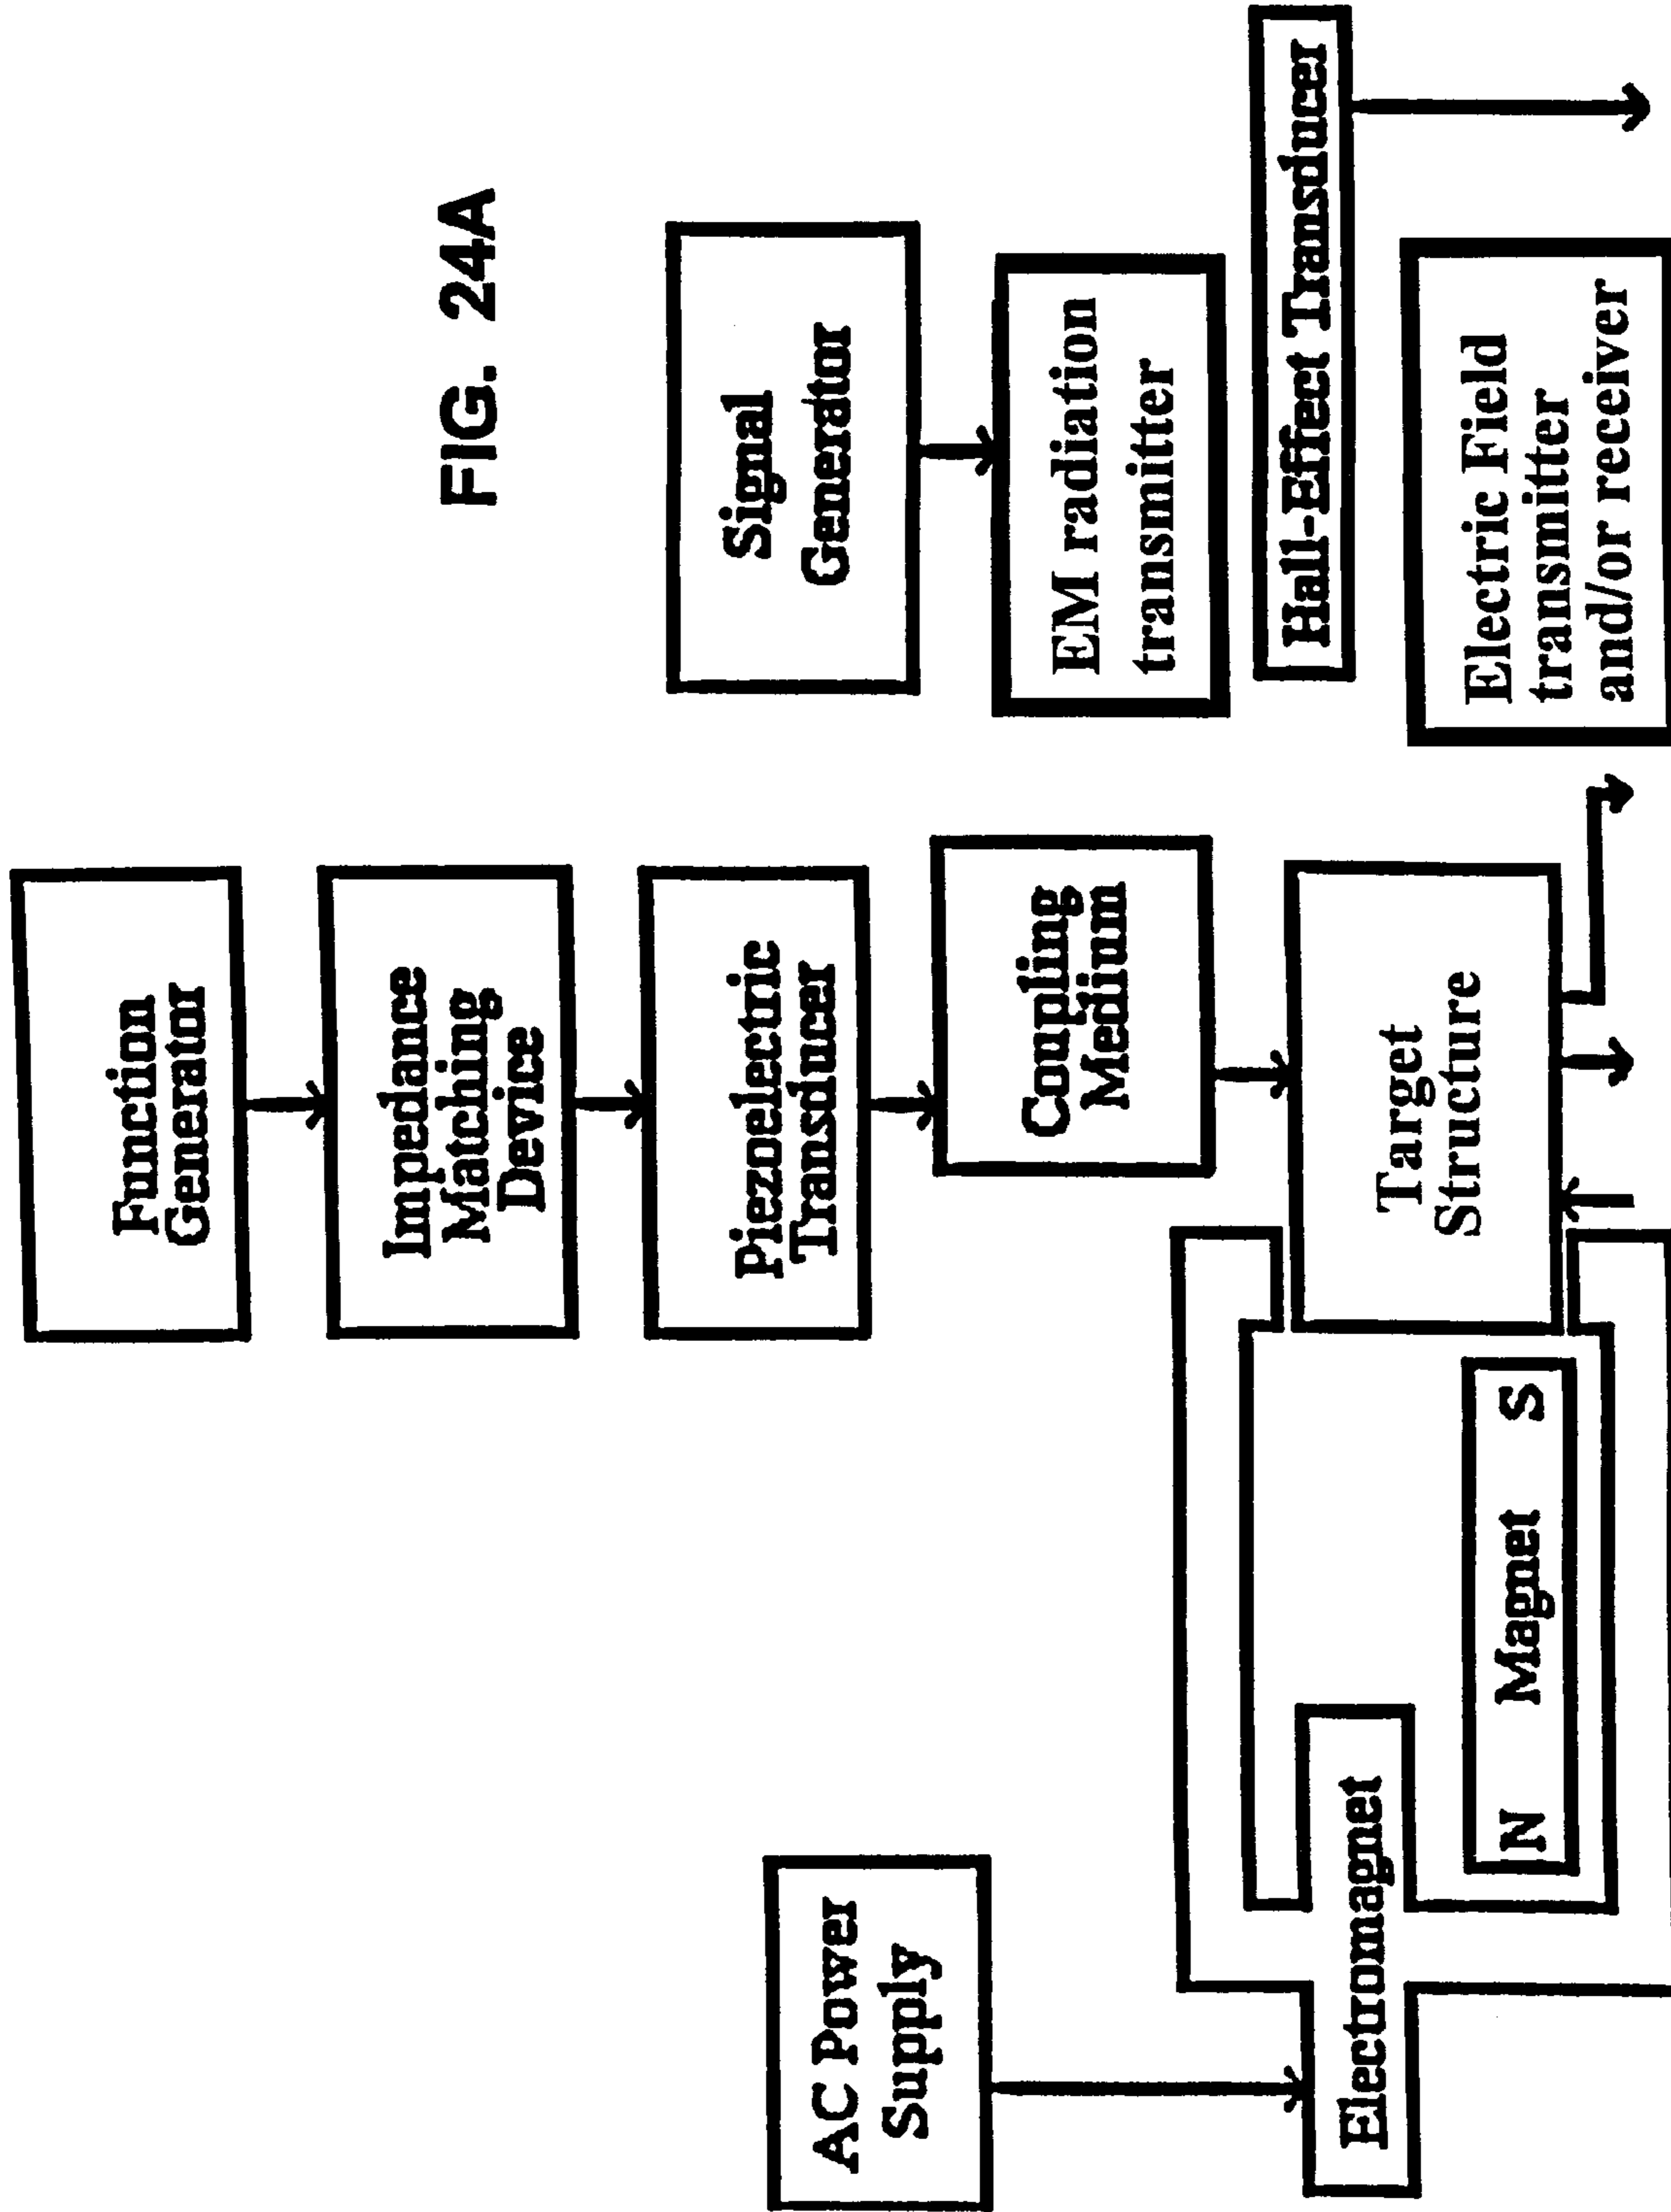 FIG. 24A
Function
Generator
Impedance
Matching
Device
Piezoelectric
Transducer
Coupling
Medium
Target
Structure
Signal
Generator
EM radiation
transmitter
Hall-Effect Transducer
Electric Field
transmitter
and/or receiver
AC Power
Supply
Electromagnet
N Magnet S